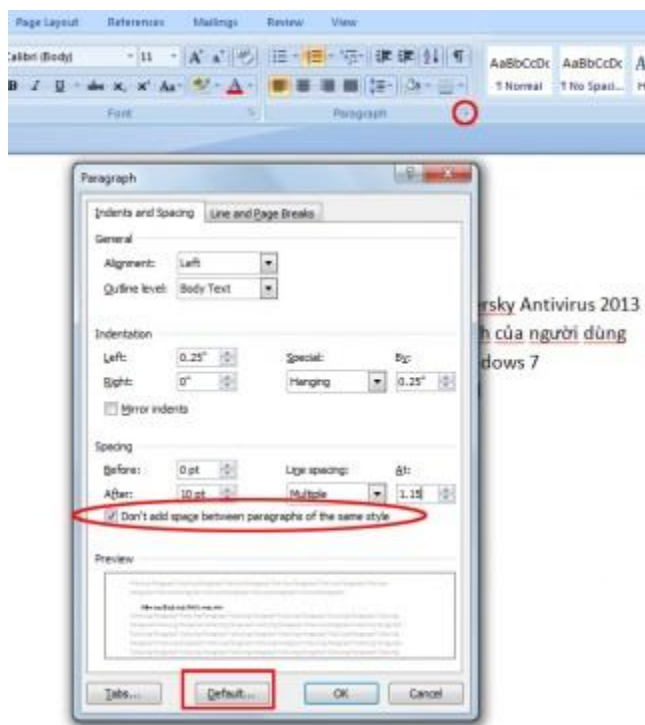 Page Layout References Mailings Review View
Calibri (Body) 11 A A
B I U abc x, x' Aa A
AaBbCcDc AaBbCcDc A
¶ Normal ¶ No Spaci... H
Font Paragraph
Paragraph
Indents and Spacing Line and Page Breaks
General
Alignment: Left
Outline level: Body Text
rsky Antivirus 2013
Indentation
h của người dùng
Left: 0.25" Special: By:
dows 7
Right: 0" Hanging 0.25"
Mirror indents
Spacing
Before: 0 pt Line spacing: At:
After: 10 pt Multiple 1.15
Don't add space between paragraphs of the same style
Preview
Tabs... Default... OK Cancel